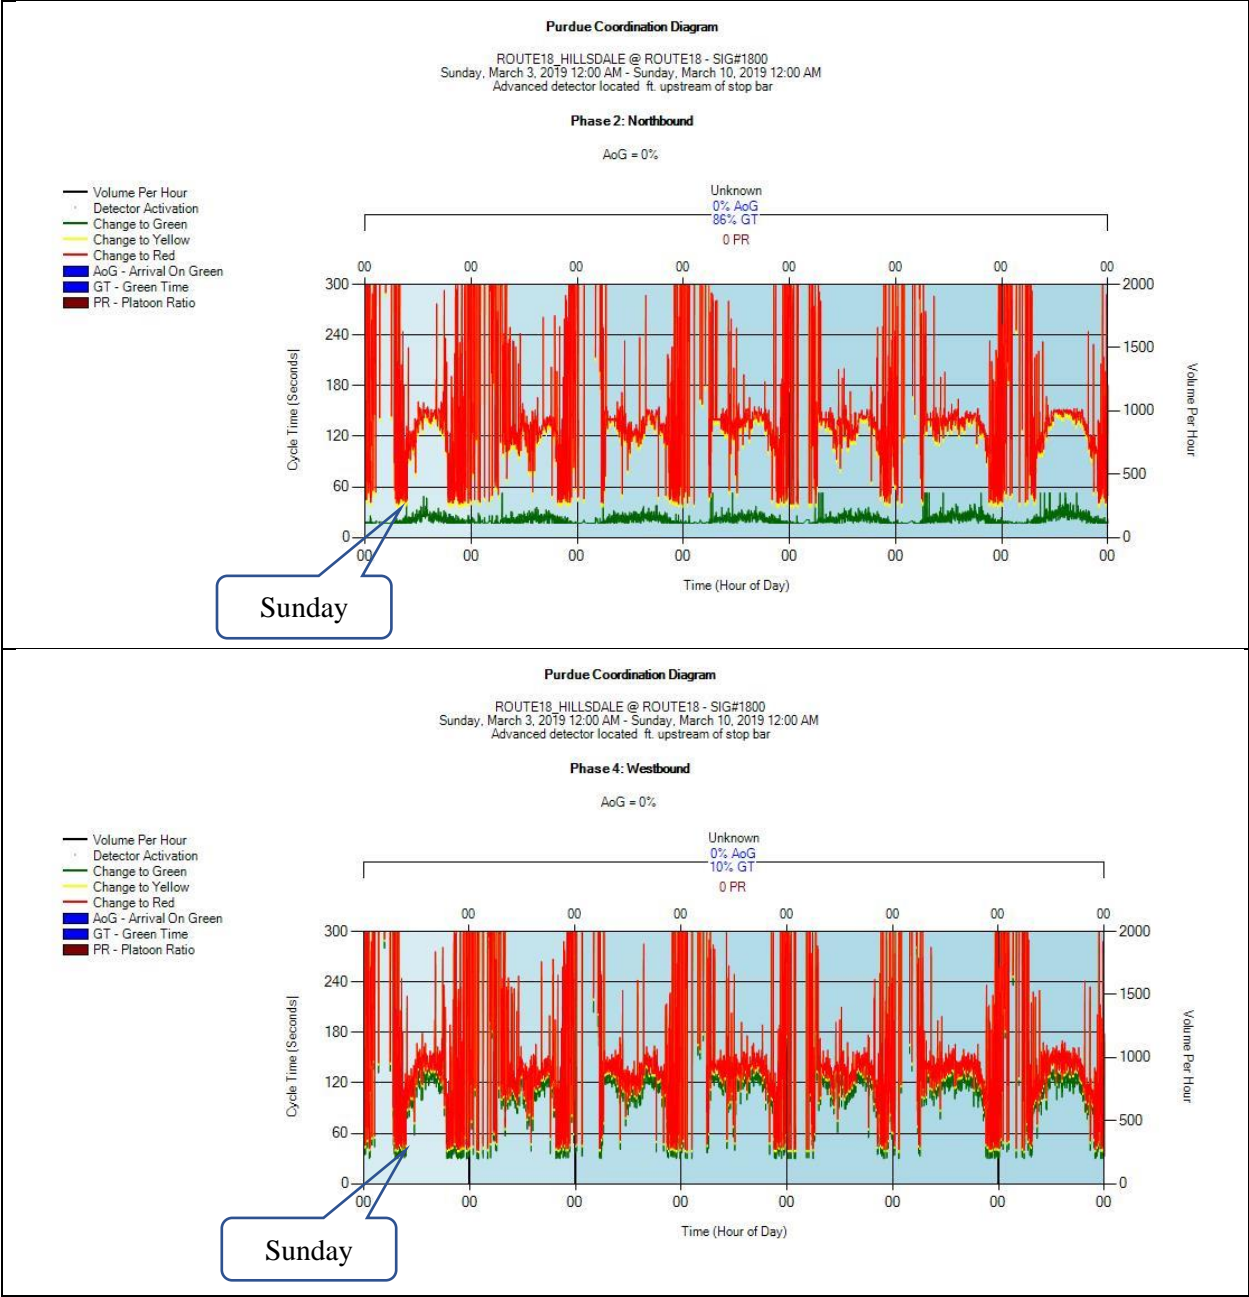 Purdue Coordination Diagram
ROUTE18_HILLSDALE @ ROUTE18 - SIG#1800
Sunday, March 3, 2019 12:00 AM - Sunday, March 10, 2019 12:00 AM
Advanced detector located ft. upstream of stop bar
Phase 2: Northbound
AoG = 0%
Volume Per Hour
Detector Activation
Change to Green
Change to Yellow
Change to Red
AoG - Arrival On Green
GT - Green Time
PR - Platoon Ratio
Unknown
0% AoG
86% GT
0 PR
00 00 00 00 00 00 00 00
300 2000
240
1500
180
1000
120
60
500
0 0
00 00 00 00 00 00 00 00
Cycle Time [Seconds]
Volume Per Hour
Time (Hour of Day)
Sunday
Purdue Coordination Diagram
ROUTE18_HILLSDALE @ ROUTE18 - SIG#1800
Sunday, March 3, 2019 12:00 AM - Sunday, March 10, 2019 12:00 AM
Advanced detector located ft. upstream of stop bar
Phase 4: Westbound
AoG = 0%
Volume Per Hour
Detector Activation
Change to Green
Change to Yellow
Change to Red
AoG - Arrival On Green
GT - Green Time
PR - Platoon Ratio
Unknown
0% AoG
10% GT
0 PR
00 00 00 00 00 00 00
300 2000
240
1500
180
1000
120
60
500
0 0
00 00 00 00 00 00 00 00
Cycle Time [Seconds]
Volume Per Hour
Time (Hour of Day)
Sunday